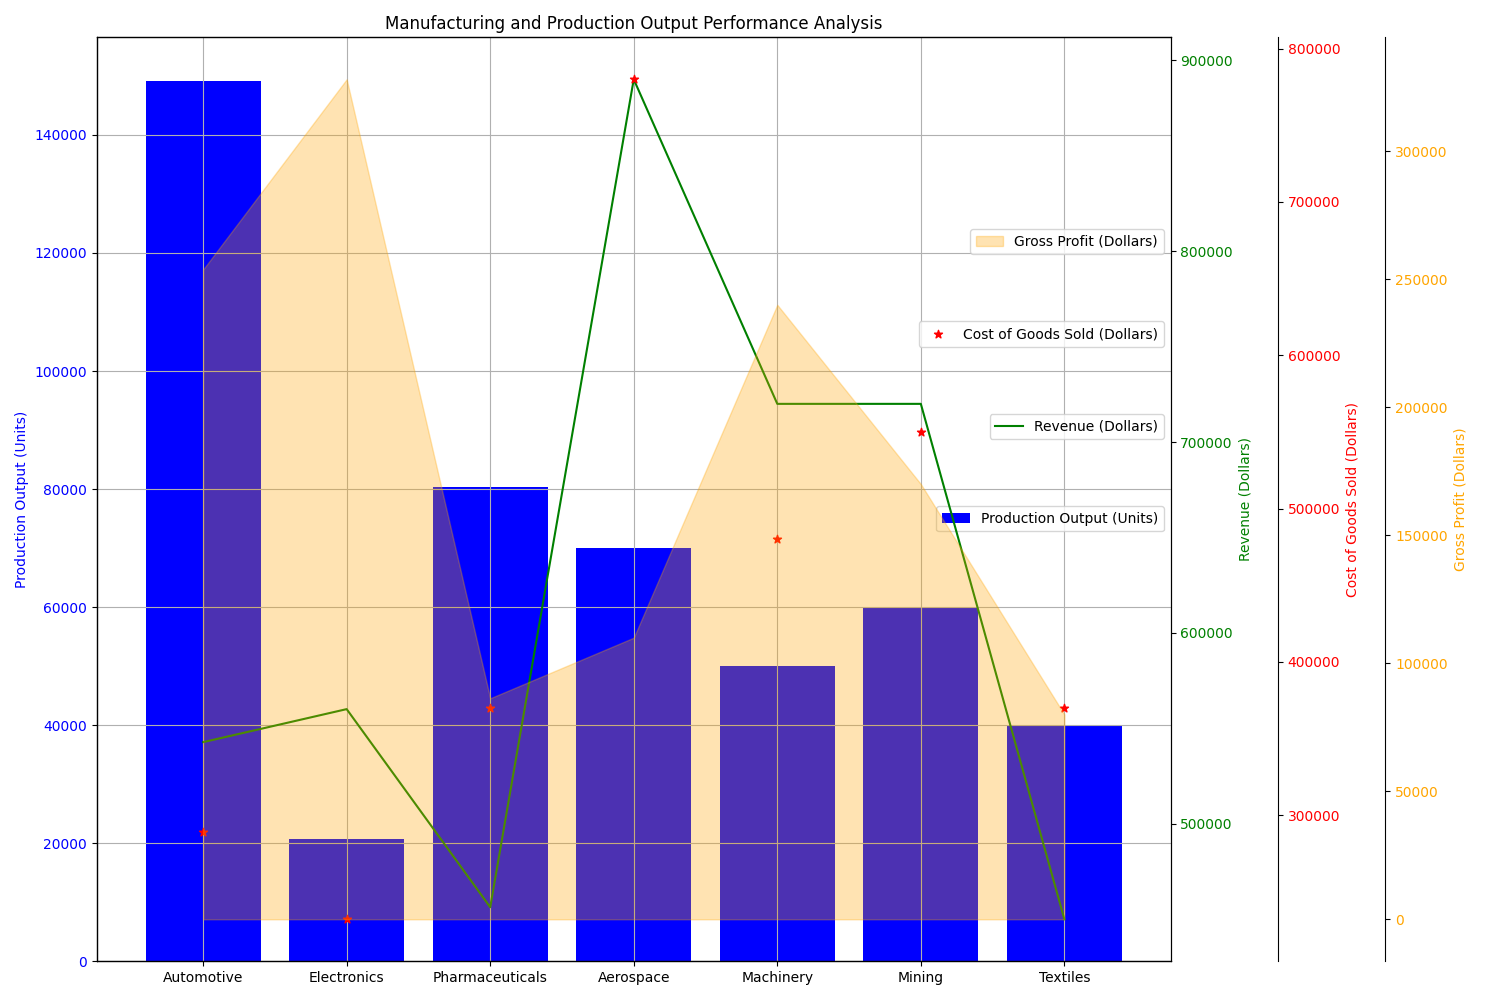 Manufacturing and Production Output Performance Analysis
Production Output (Units)
140000
120000
100000
80000
60000
40000
20000
0
Automotive
Electronics
Pharmaceuticals
Aerospace
Machinery
Mining
Textiles
Gross Profit (Dollars)
Cost of Goods Sold (Dollars)
Revenue (Dollars)
Production Output (Units)
900000
800000
700000
600000
500000
Revenue (Dollars)
800000
700000
600000
500000
400000
300000
Cost of Goods Sold (Dollars)
300000
250000
200000
150000
100000
50000
0
Gross Profit (Dollars)